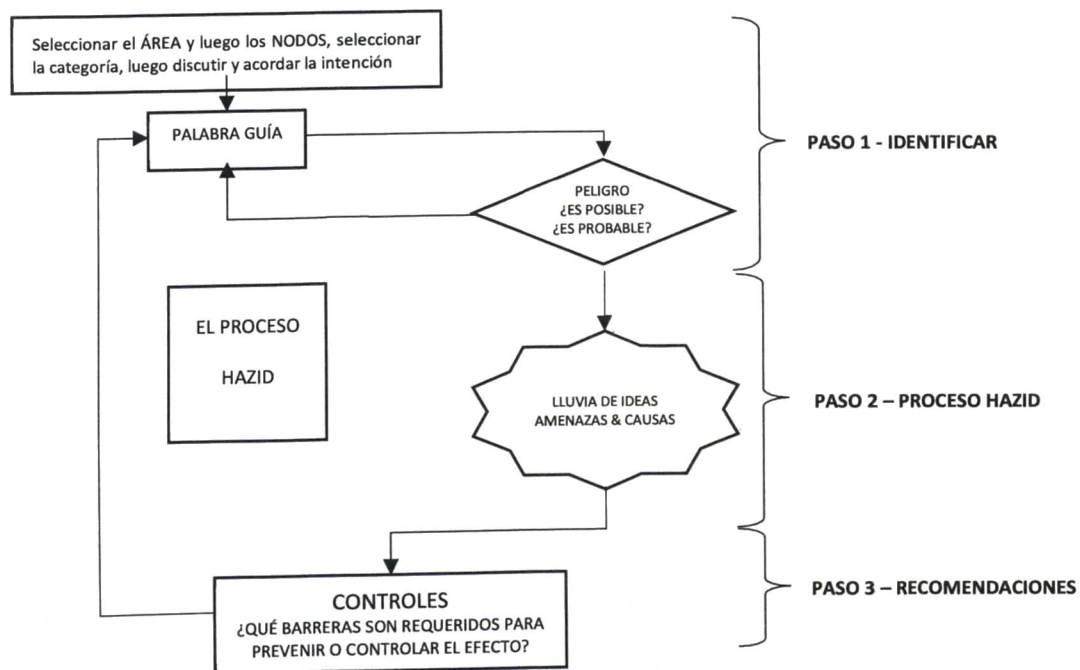 Seleccionar el ÁREA y luego los NODOS, seleccionar
la categoría, luego discutir y acordar la intención
PALABRA GUÍA
PASO 1 - IDENTIFICAR
PELIGRO
¿ES POSIBLE?
¿ES PROBABLE?
EL PROCESO
HAZID
LLUVIA DE IDEAS
AMENAZAS & CAUSAS
PASO 2 – PROCESO HAZID
CONTROLES
¿QUÉ BARRERAS SON REQUERIDOS PARA
PREVENIR O CONTROLAR EL EFECTO?
PASO 3 – RECOMENDACIONES